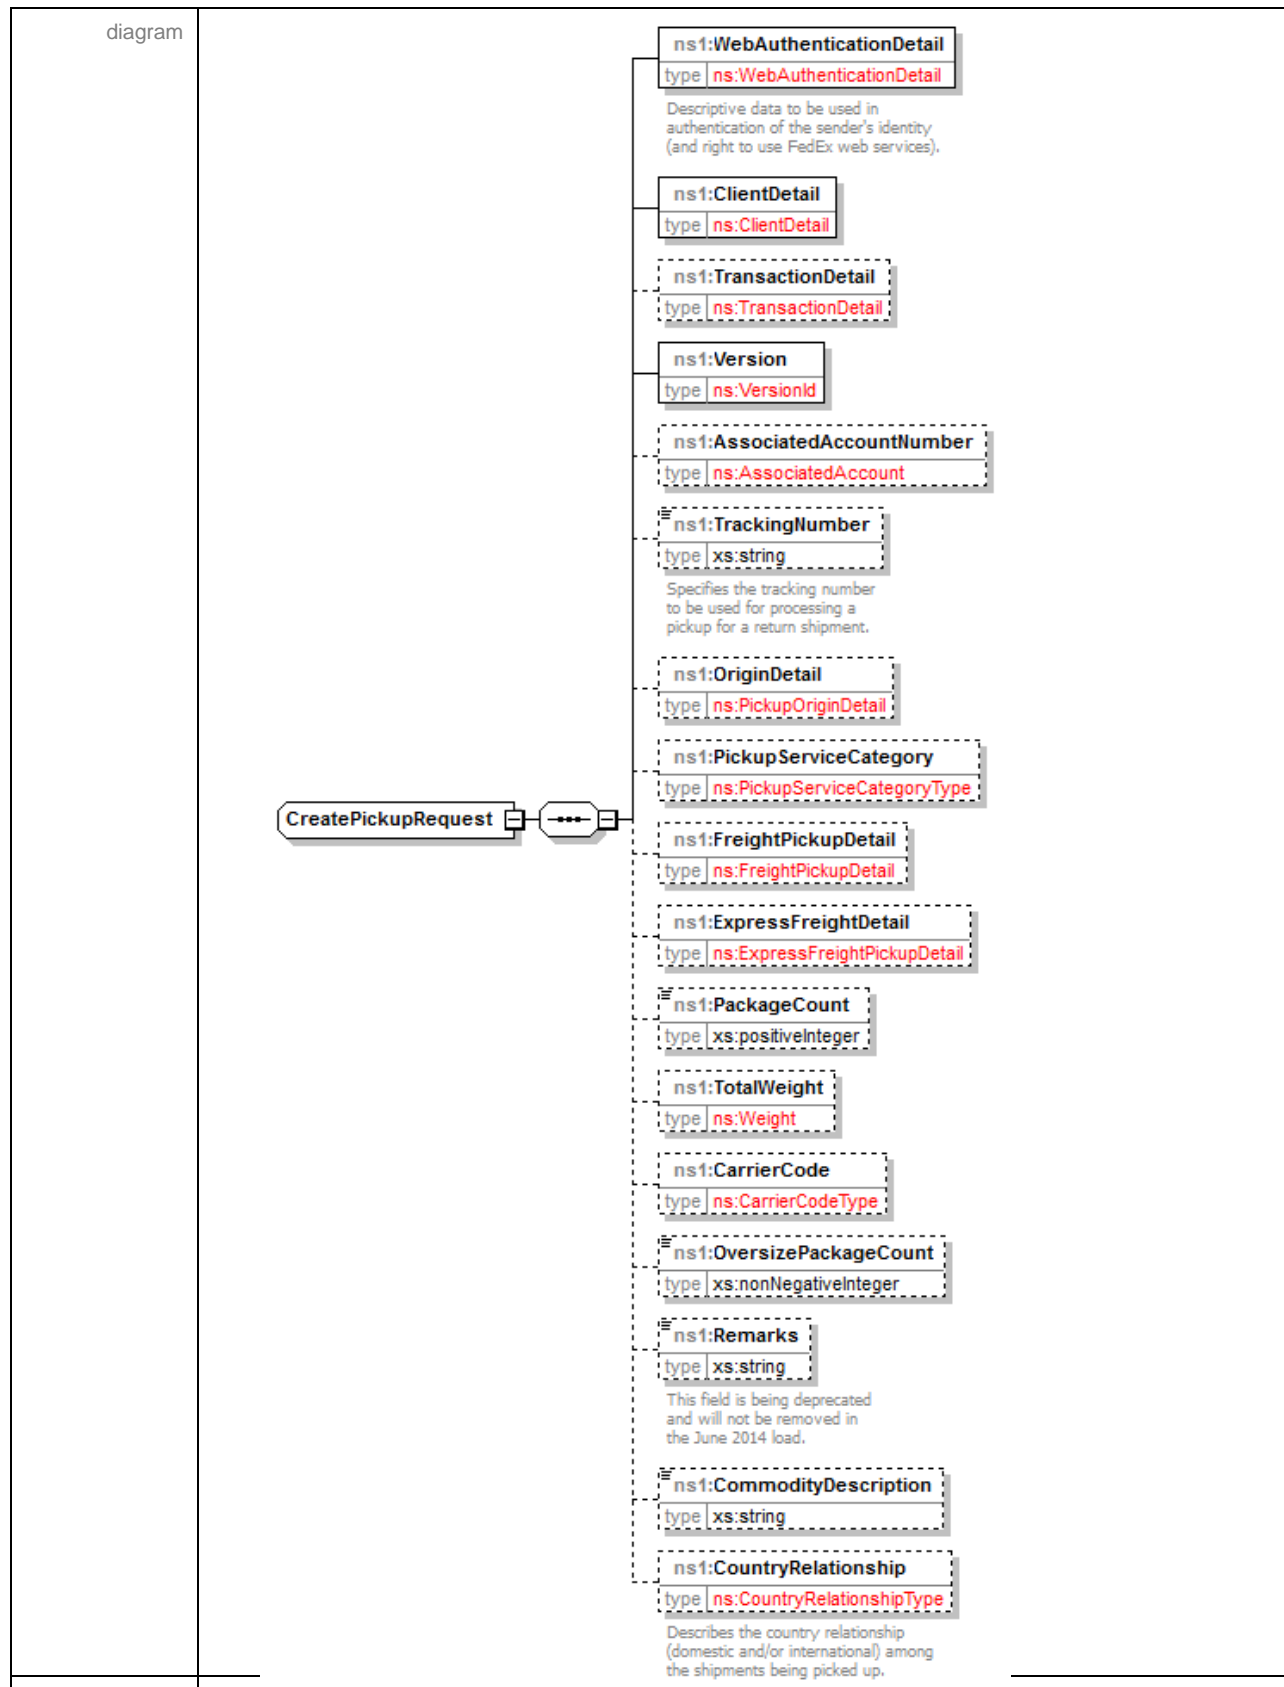 diagram
ns1:WebAuthenticationDetail
type ns:WebAuthenticationDetail
Descriptive data to be used in
authentication of the sender's identity
(and right to use FedEx web services).
ns1:ClientDetail
type ns:ClientDetail
ns1:TransactionDetail
type ns:TransactionDetail
ns1:Version
type ns:VersionId
ns1:AssociatedAccountNumber
type ns:AssociatedAccount
ns1:TrackingNumber
type xs:string
Specifies the tracking number
to be used for processing a
pickup for a return shipment.
ns1:OriginDetail
type ns:PickupOriginDetail
ns1:PickupServiceCategory
type ns:PickupServiceCategoryType
CreatePickupRequest
ns1:FreightPickupDetail
type ns:FreightPickupDetail
ns1:ExpressFreightDetail
type ns:ExpressFreightPickupDetail
ns1:PackageCount
type xs:positiveInteger
ns1:TotalWeight
type ns:Weight
ns1:CarrierCode
type ns:CarrierCodeType
ns1:OversizePackageCount
type xs:nonNegativeInteger
ns1:Remarks
type xs:string
This field is being deprecated
and will not be removed in
the June 2014 load.
ns1:CommodityDescription
type xs:string
ns1:CountryRelationship
type ns:CountryRelationshipType
Describes the country relationship
(domestic and/or international) among
the shipments being picked up.